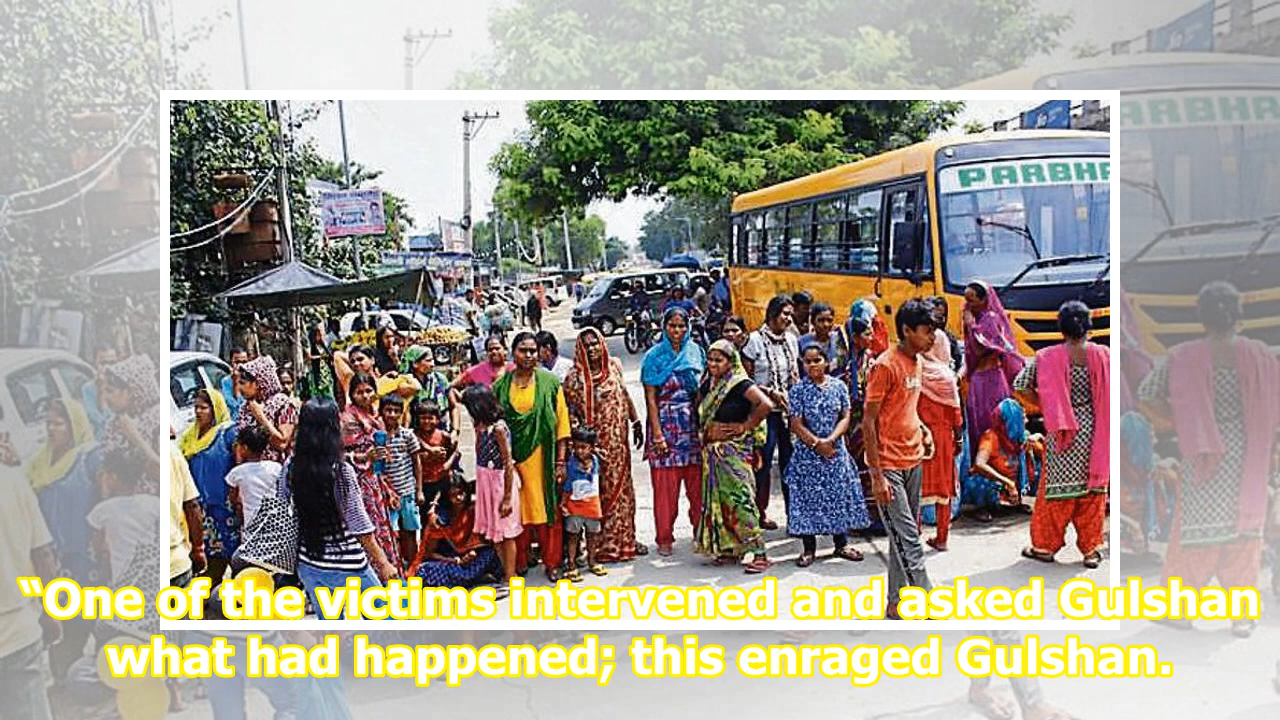 PARBHA
“One of the victims intervened and asked Gulshan
what had happened; this enraged Gulshan.